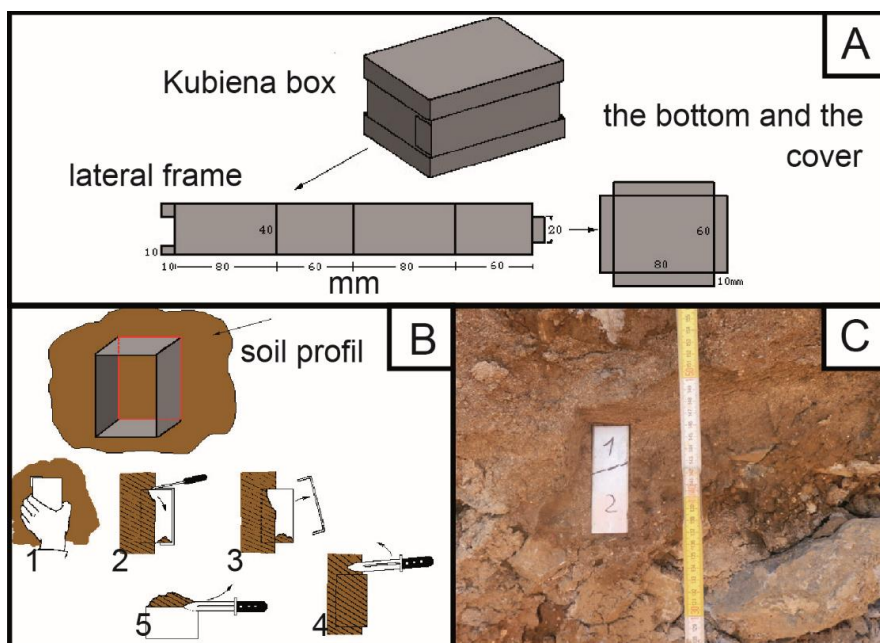 A
Kubiena box
the bottom and the
cover
lateral frame
40
10
10 80 60 80 60
mm
20
60
80
10mm
B
soil profil
1
2
3
4
5
C
1
2